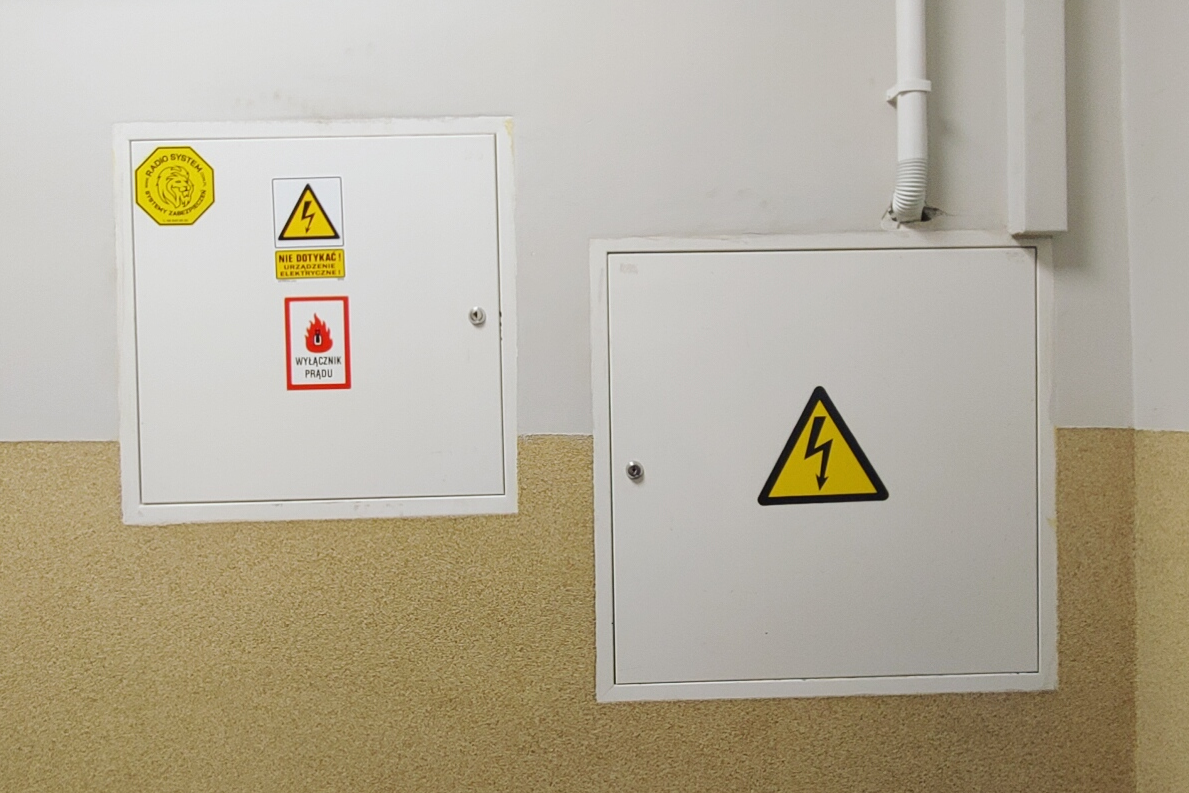 RADIO SYSTEM
SYSTEMY ZABEZPIECZEŃ
NIE DOTYKAĆ!
URZĄDZENIE
ELEKTRYCZNE!
WYŁĄCZNIK
PRĄDU